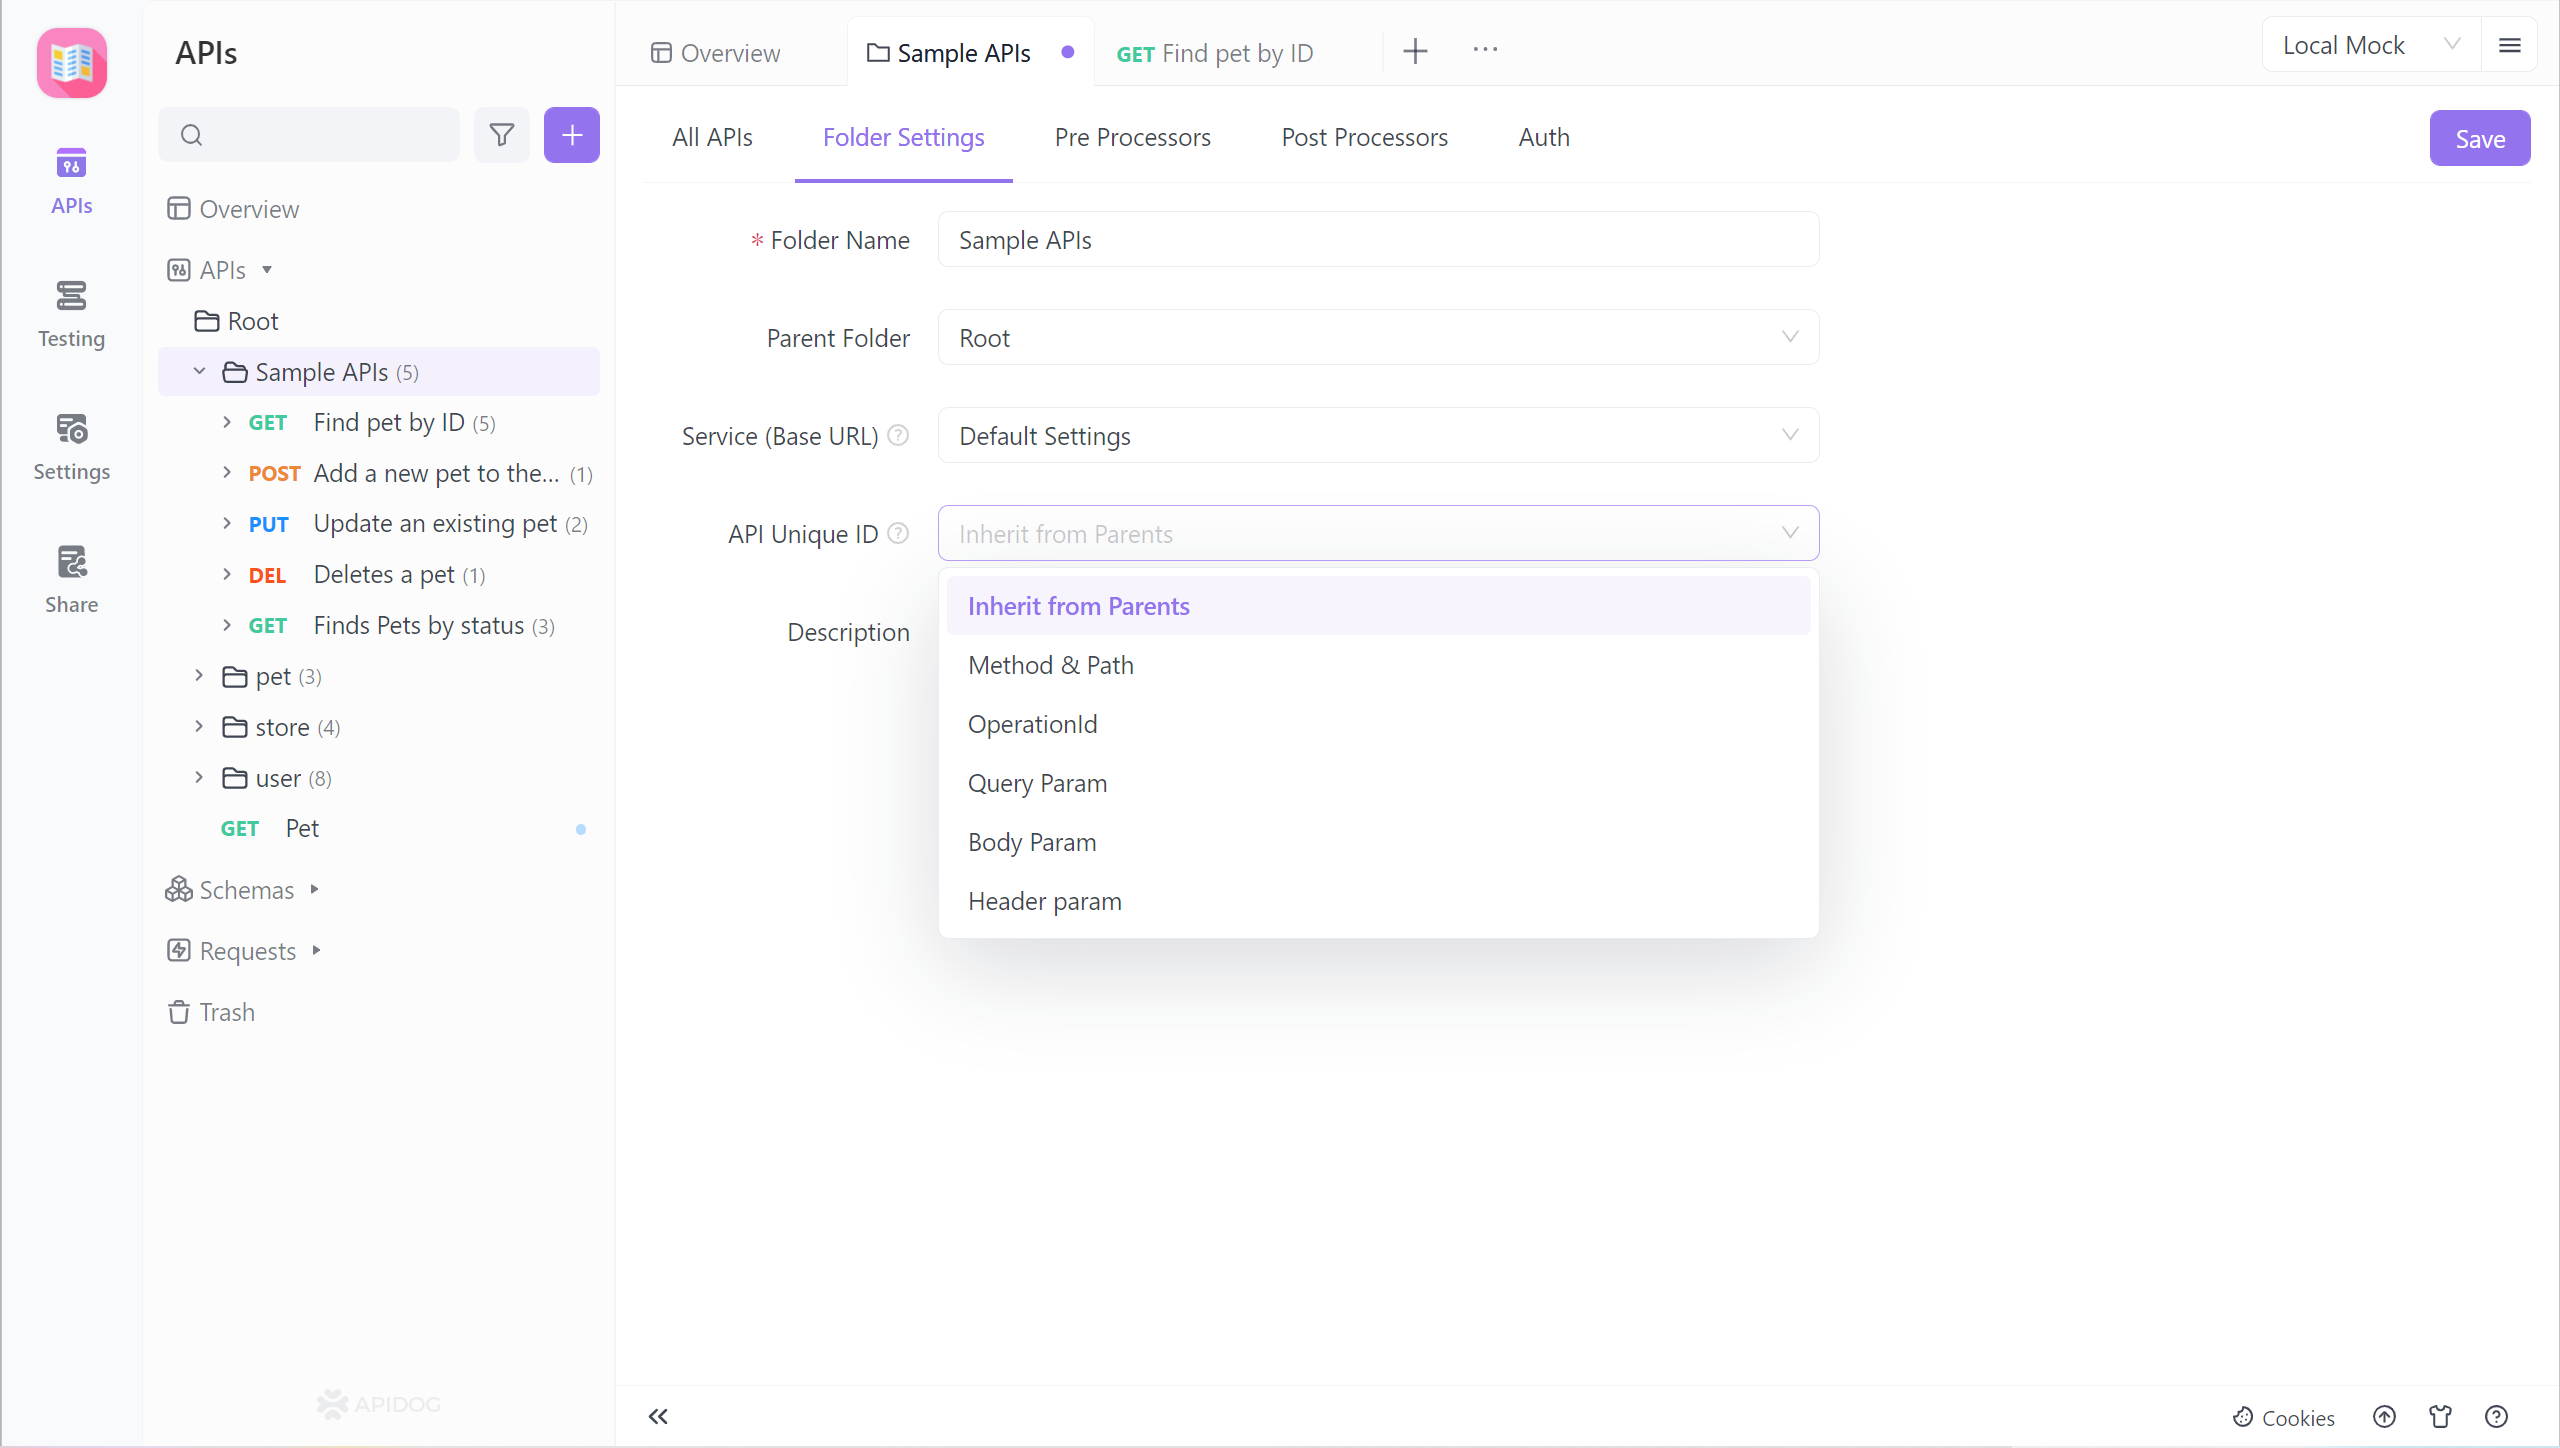 APIs
Testing
Settings
Share
APIs
Overview
APIs
Root
Sample APIs (5)
GET Find pet by ID (5)
POST Add a new pet to the... (1)
PUT Update an existing pet (2)
DEL Deletes a pet (1)
GET Finds Pets by status (3)
pet (3)
store (4)
user (8)
GET Pet
Schemas
Requests
Trash
APIDOG
Overview
Sample APIs
GET Find pet by ID
Local Mock
All APIs
Folder Settings
Pre Processors
Post Processors
Auth
Save
* Folder Name
Sample APIs
Parent Folder
Root
Service (Base URL)
Default Settings
API Unique ID
Inherit from Parents
Description
Inherit from Parents
Method & Path
OperationId
Query Param
Body Param
Header param
Cookies